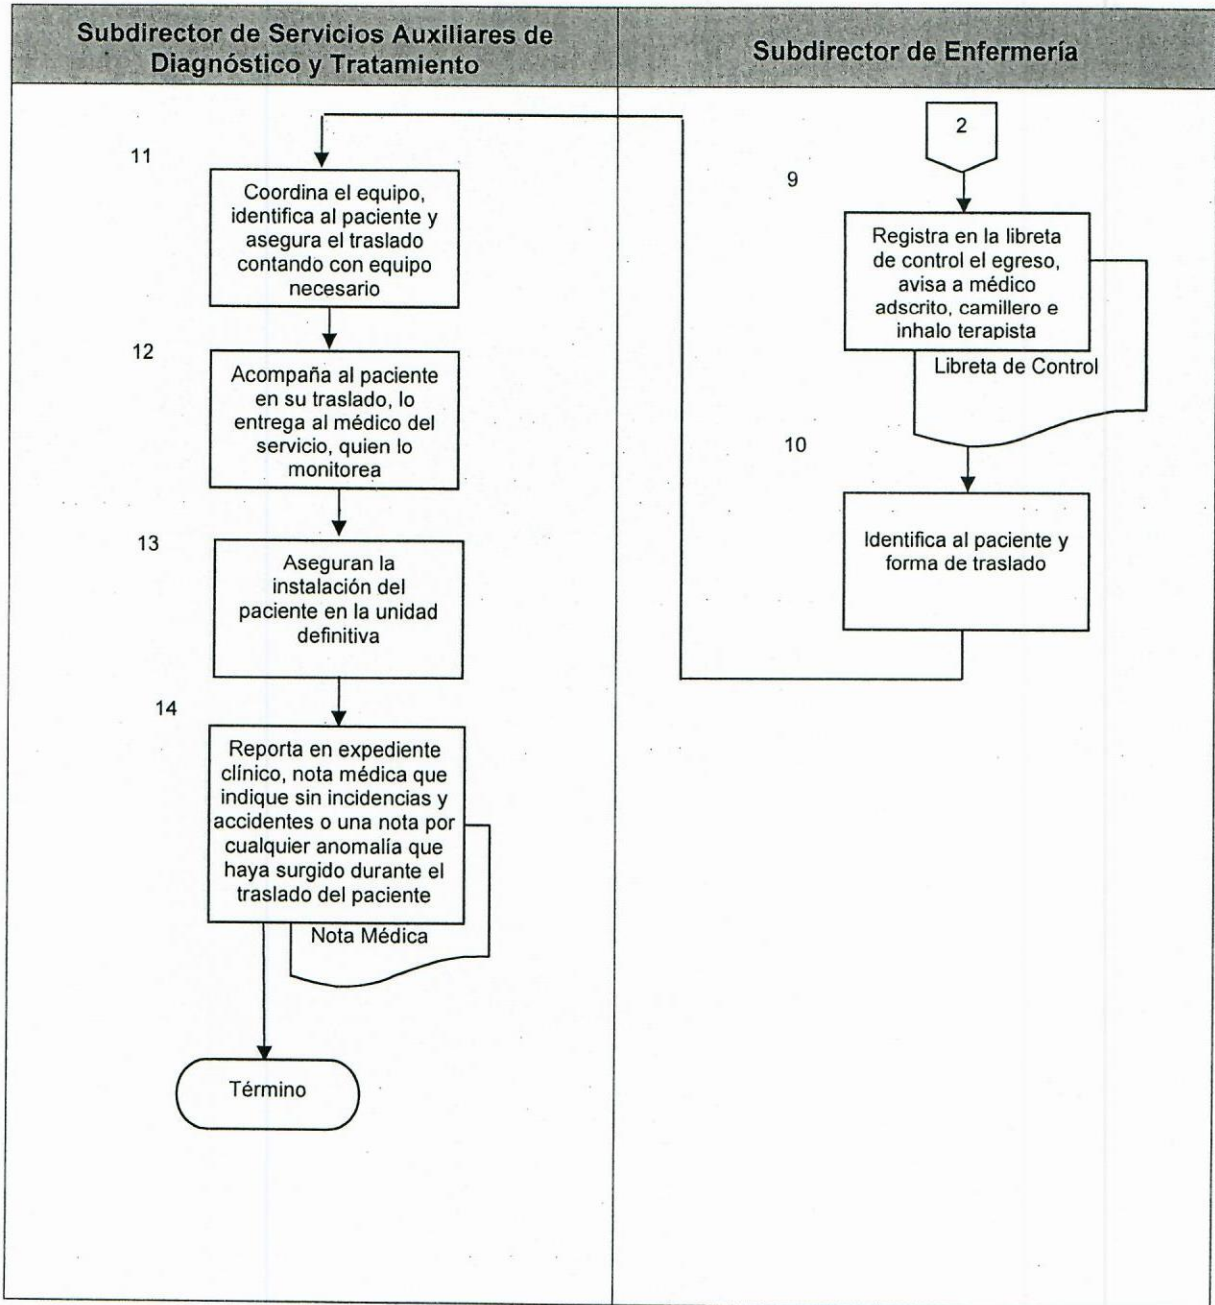 Subdirector de Servicios Auxiliares de
Diagnóstico y Tratamiento
Subdirector de Enfermería
2
9
Registra en la libreta
de control el egreso,
avisa a médico
adscrito, camillero e
inhalo terapista
Libreta de Control
10
Identifica al paciente y
forma de traslado
11
Coordina el equipo,
identifica al paciente y
asegura el traslado
contando con equipo
necesario
12
Acompaña al paciente
en su traslado, lo
entrega al médico del
servicio, quien lo
monitorea
13
Aseguran la
instalación del
paciente en la unidad
definitiva
14
Reporta en expediente
clínico, nota médica que
indique sin incidencias y
accidentes o una nota por
cualquier anomalía que
haya surgido durante el
traslado del paciente
Nota Médica
Término